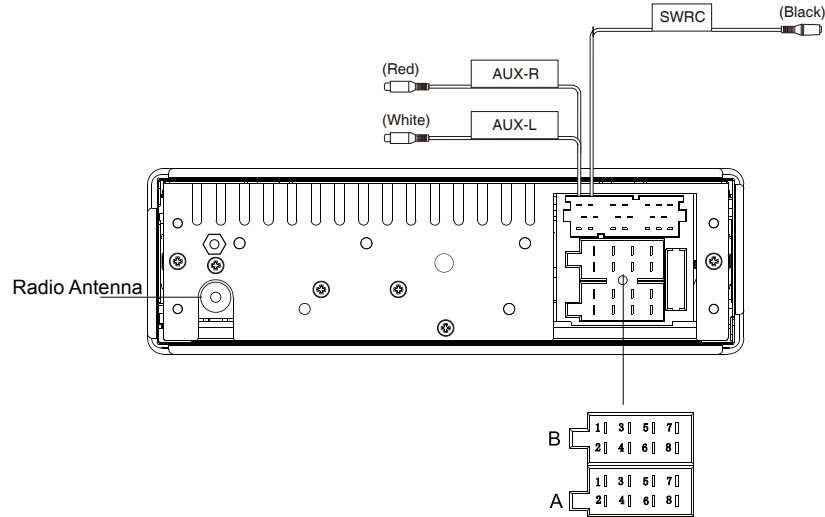 SWRC (Black)
(Red) AUX-R
(White) AUX-L
Radio Antenna
B
1 3 5 7
2 4 6 8
A
1 3 5 7
2 4 6 8